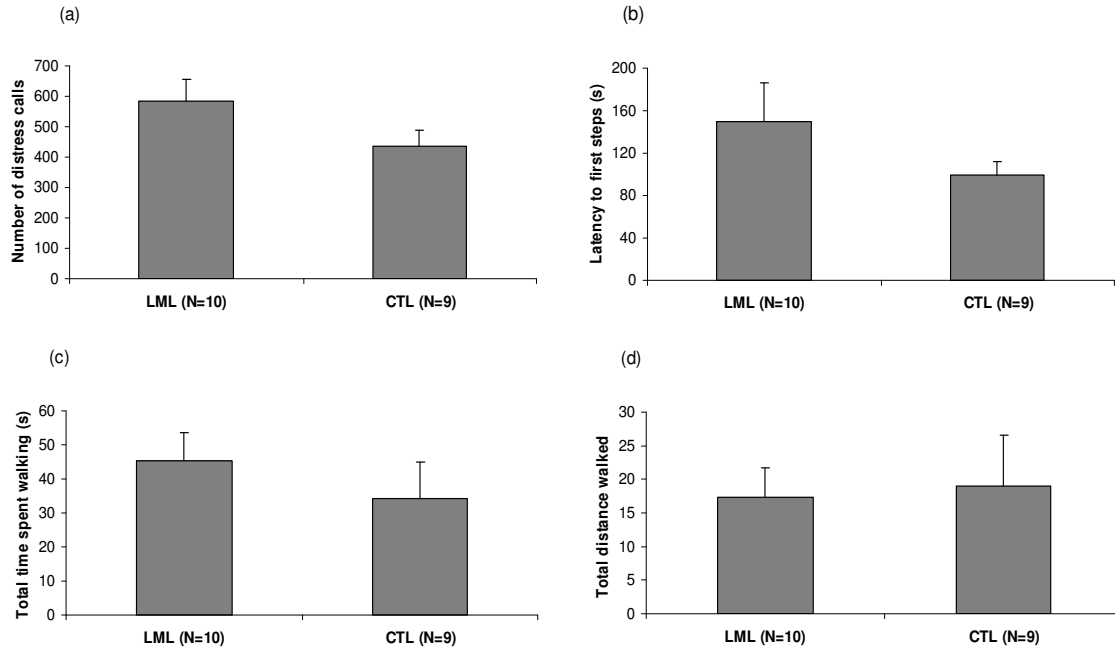 (a)
Number of distress calls
700
600
500
400
300
200
100
0
LML (N=10)
CTL (N=9)
(b)
Latency to first steps (s)
200
160
120
80
40
0
LML (N=10)
CTL (N=9)
(c)
Total time spent walking (s)
60
50
40
30
20
10
0
LML (N=10)
CTL (N=9)
(d)
Total distance walked
30
25
20
15
10
5
0
LML (N=10)
CTL (N=9)